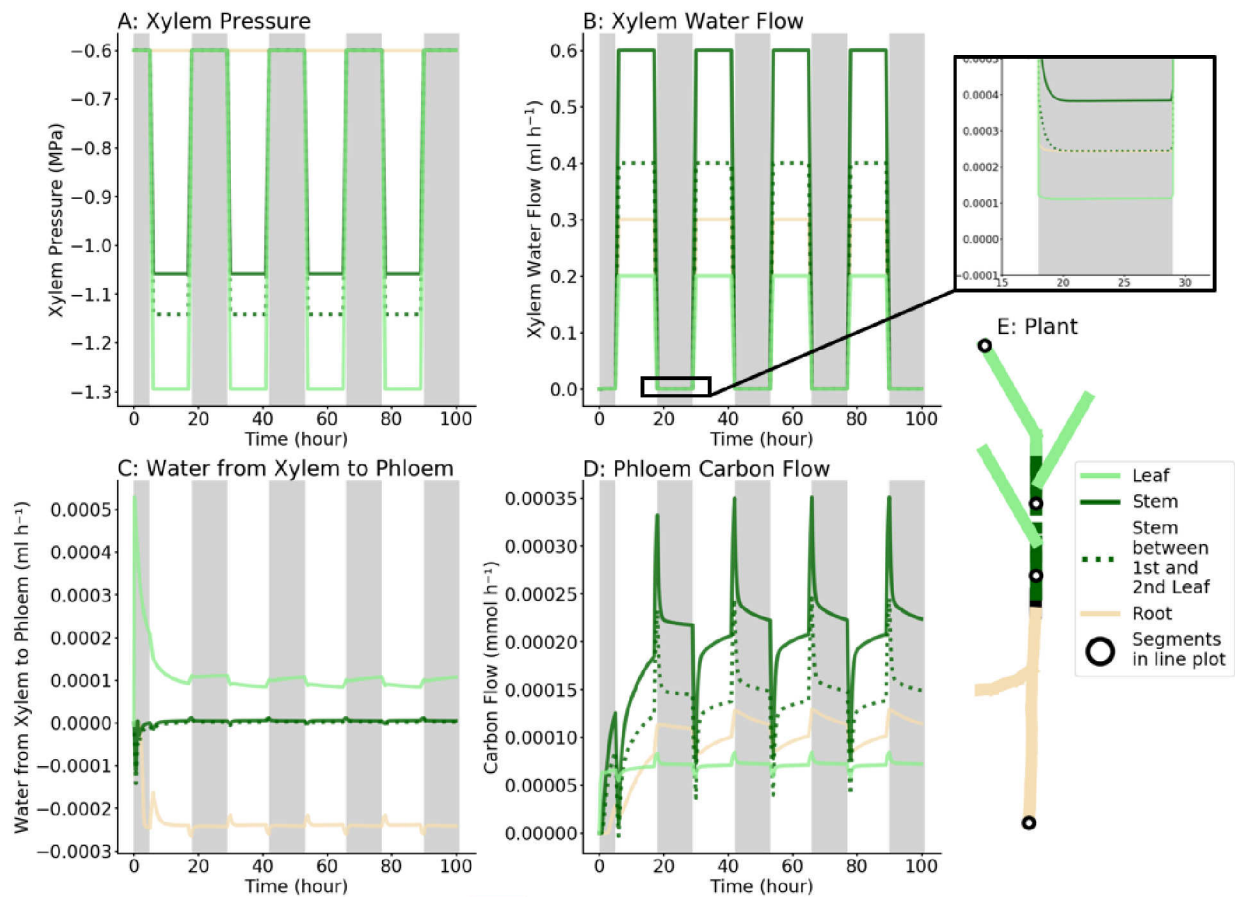 A: Xylem Pressure
−0.6
−0.7
−0.8
−0.9
−1.0
−1.1
−1.2
−1.3
Xylem Pressure (MPa)
0 20 40 60 80 100
Time (hour)
B: Xylem Water Flow
0.6
0.5
0.4
0.3
0.2
0.1
0.0
Xylem Water Flow (ml h⁻¹)
0 20 40 60 80 100
Time (hour)
0.0005
0.0004
0.0003
0.0002
0.0001
0.0000
−0.0001
15 20 25 30
C: Water from Xylem to Phloem
0.0005
0.0004
0.0003
0.0002
0.0001
0.0000
−0.0001
−0.0002
−0.0003
Water from Xylem to Phloem (ml h⁻¹)
0 20 40 60 80 100
Time (hour)
D: Phloem Carbon Flow
0.00035
0.00030
0.00025
0.00020
0.00015
0.00010
0.00005
0.00000
Carbon Flow (mmol h⁻¹)
0 20 40 60 80 100
Time (hour)
E: Plant
Leaf
Stem
Stem
between
1st and
2nd Leaf
Root
Segments
in line plot